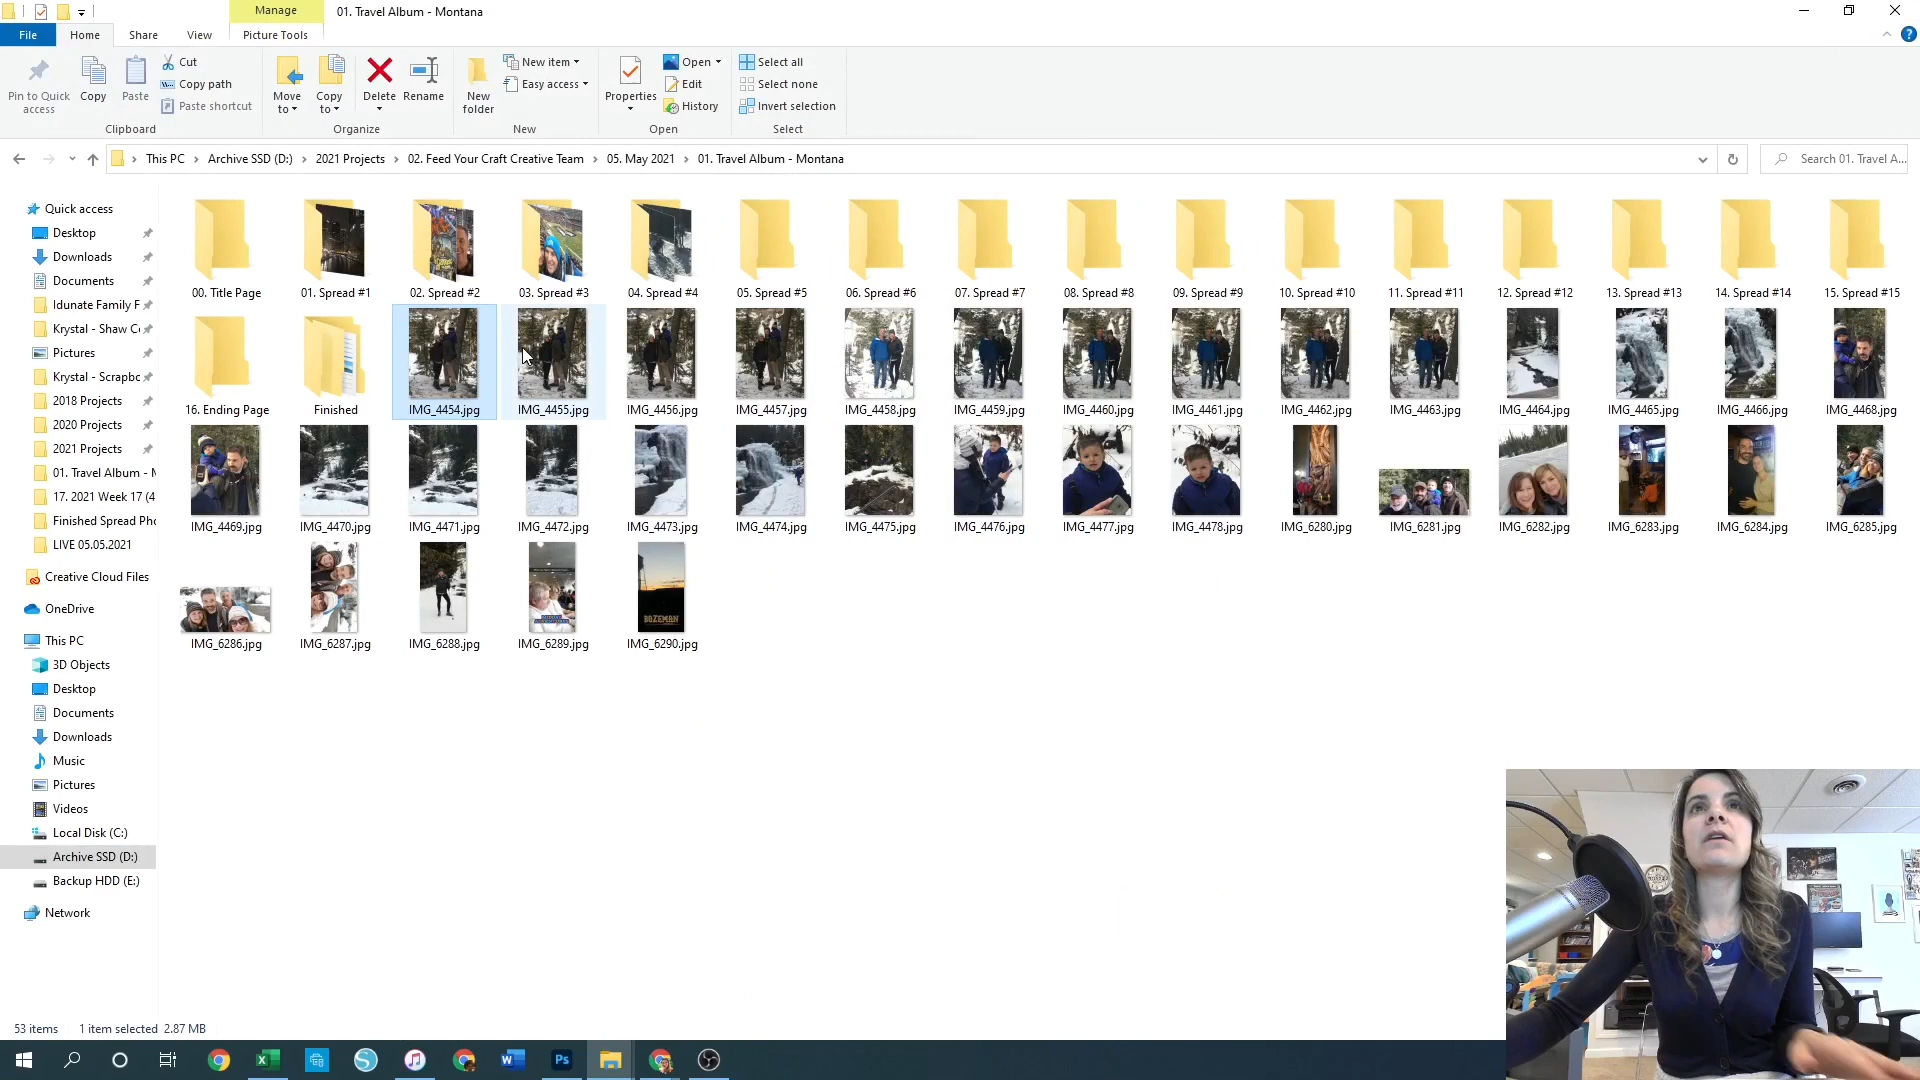 Manage
01. Travel Album - Montana
File
Home
Share
View
Picture Tools
Pin to Quick access
Copy
Paste
Cut
Copy path
Paste shortcut
Clipboard
Move to
Copy to
Delete
Rename
Organize
New folder
New item
Easy access
New
Properties
Open
Edit
History
Open
Select all
Select none
Invert selection
Select
This PC > Archive SSD (D:) > 2021 Projects > 02. Feed Your Craft Creative Team > 05. May 2021 > 01. Travel Album - Montana
Search 01. Travel A...
Quick access
Desktop
Downloads
Documents
Idunate Family F
Krystal - Shaw Co
Pictures
Krystal - Scrapbo
2018 Projects
2020 Projects
2021 Projects
01. Travel Album - M
17. 2021 Week 17 (4
Finished Spread Pho
LIVE 05.05.2021
Creative Cloud Files
OneDrive
This PC
3D Objects
Desktop
Documents
Downloads
Music
Pictures
Videos
Local Disk (C:)
Archive SSD (D:)
Backup HDD (E:)
Network
00. Title Page
01. Spread #1
02. Spread #2
03. Spread #3
04. Spread #4
05. Spread #5
06. Spread #6
07. Spread #7
08. Spread #8
09. Spread #9
10. Spread #10
11. Spread #11
12. Spread #12
13. Spread #13
14. Spread #14
15. Spread #15
16. Ending Page
Finished
IMG_4454.jpg
IMG_4455.jpg
IMG_4456.jpg
IMG_4457.jpg
IMG_4458.jpg
IMG_4459.jpg
IMG_4460.jpg
IMG_4461.jpg
IMG_4462.jpg
IMG_4463.jpg
IMG_4464.jpg
IMG_4465.jpg
IMG_4466.jpg
IMG_4468.jpg
IMG_4469.jpg
IMG_4470.jpg
IMG_4471.jpg
IMG_4472.jpg
IMG_4473.jpg
IMG_4474.jpg
IMG_4475.jpg
IMG_4476.jpg
IMG_4477.jpg
IMG_4478.jpg
IMG_6280.jpg
IMG_6281.jpg
IMG_6282.jpg
IMG_6283.jpg
IMG_6284.jpg
IMG_6285.jpg
BOZEMAN
IMG_6286.jpg
IMG_6287.jpg
IMG_6288.jpg
IMG_6289.jpg
IMG_6290.jpg
53 items
1 item selected 2.87 MB
Ps